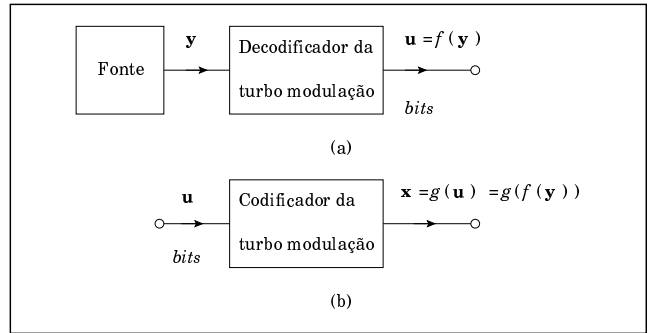 Fonte
y
Decodificador da
turbo modulação
u =f ( y )
bits
(a)
u
bits
Codificador da
turbo modulação
x =g ( u ) =g ( f ( y ) )
(b)